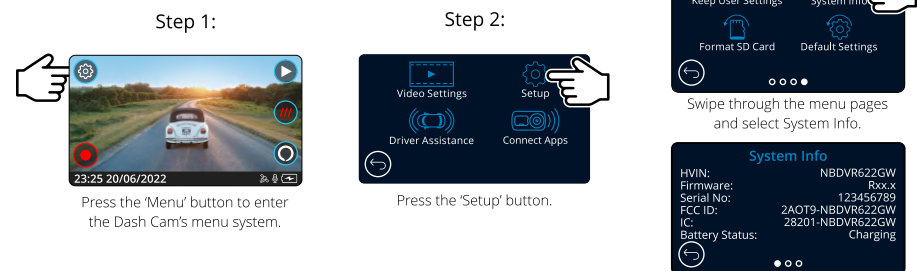 Step 1:
23:25 20/06/2022
Press the ‘Menu’ button to enter
the Dash Cam’s menu system.
Step 2:
Video Settings
Setup
Driver Assistance
Connect Apps
Press the ‘Setup’ button.
Keep User Settings
System Info
Format SD Card
Default Settings
Swipe through the menu pages
and select System Info.
System Info
HVIN: NBDVR622GW
Firmware: Rxx.x
Serial No: 123456789
FCC ID: 2AOT9-NBDVR622GW
IC: 28201-NBDVR622GW
Battery Status: Charging